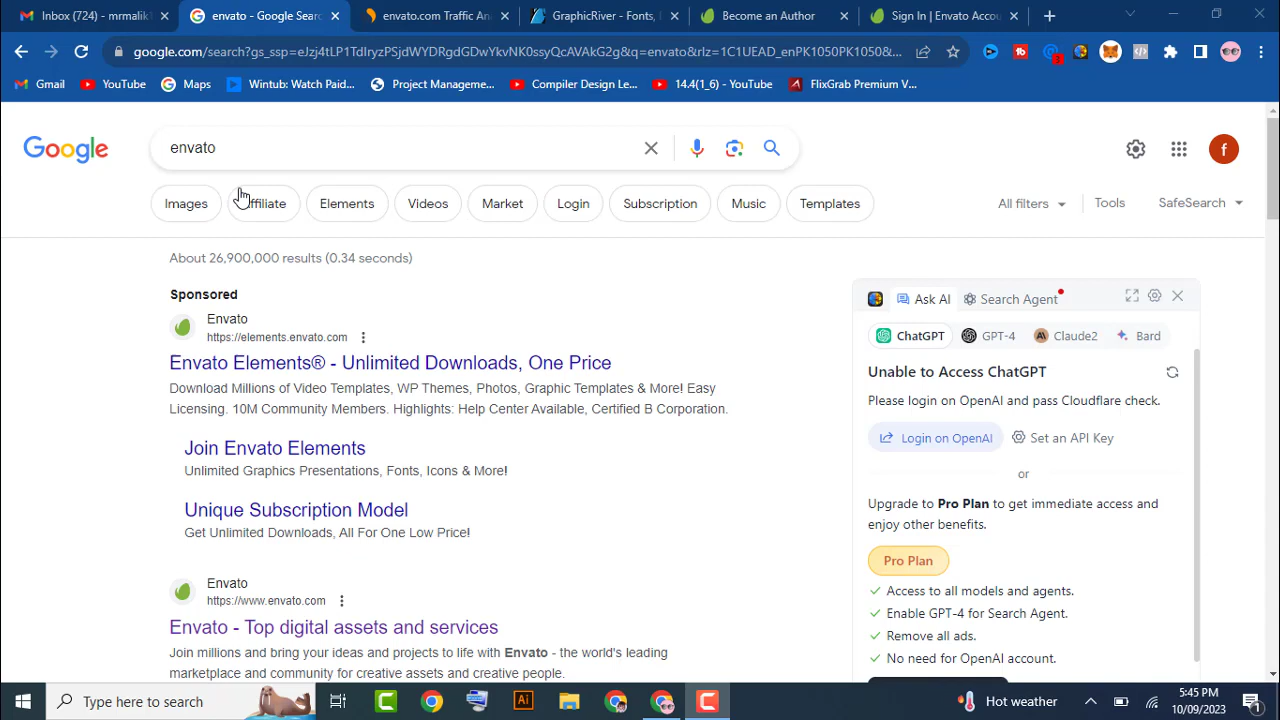 Inbox (724) - mrmalik
envato - Google Searc
envato.com Traffic An
GraphicRiver - Fonts, 
Become an Author
Sign In | Envato Accou
google.com/search?gs_ssp=eJzj4tLP1TdIryzPSjdWYDRgdGDwYkvNK0ssyQcAVAkG2g&q=envato&rlz=1C1UEAD_enPK1050PK1050&...
3
Gmail
YouTube
Maps
Wintub: Watch Paid...
Project Manageme...
Compiler Design Le...
14.4(1_6) - YouTube
FlixGrab Premium V...
Google
envato
f
Images
Affiliate
Elements
Videos
Market
Login
Subscription
Music
Templates
All filters
Tools
SafeSearch
About 26,900,000 results (0.34 seconds)
Sponsored
Envato
https://elements.envato.com
Envato Elements® - Unlimited Downloads, One Price
Download Millions of Video Templates, WP Themes, Photos, Graphic Templates & More! Easy
Licensing. 10M Community Members. Highlights: Help Center Available, Certified B Corporation.
Join Envato Elements
Unlimited Graphics Presentations, Fonts, Icons & More!
Unique Subscription Model
Get Unlimited Downloads, All For One Low Price!
Envato
https://www.envato.com
Envato - Top digital assets and services
Join millions and bring your ideas and projects to life with Envato - the world's leading
marketplace and community for creative assets and creative people.
Ask AI
Search Agent
ChatGPT
GPT-4
Claude2
Bard
Unable to Access ChatGPT
Please login on OpenAI and pass Cloudflare check.
Login on OpenAI
Set an API Key
or
Upgrade to Pro Plan to get immediate access and
enjoy other benefits.
Pro Plan
Access to all models and agents.
Enable GPT-4 for Search Agent.
Remove all ads.
No need for OpenAI account.
Type here to search
Ai
Hot weather
5:45 PM
10/09/2023
1